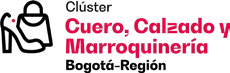 Clúster
Cuero, Calzado y
Marroquinería
Bogotá-Región